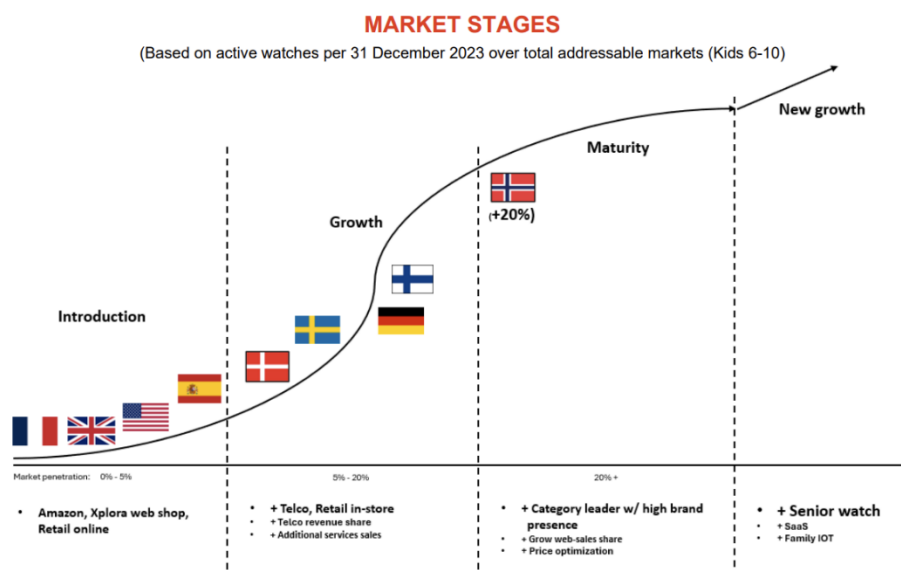 MARKET STAGES
(Based on active watches per 31 December 2023 over total addressable markets (Kids 6-10)
New growth
Maturity
(+20%)
Growth
Introduction
Market penetration: 0% - 5%
5% - 20%
20% +
• Amazon, Xplora web shop,
Retail online
• + Telco, Retail in-store
• + Telco revenue share
• + Additional services sales
• + Category leader w/ high brand
presence
• + Grow web-sales share
• + Price optimization
• + Senior watch
• + SaaS
• + Family IOT